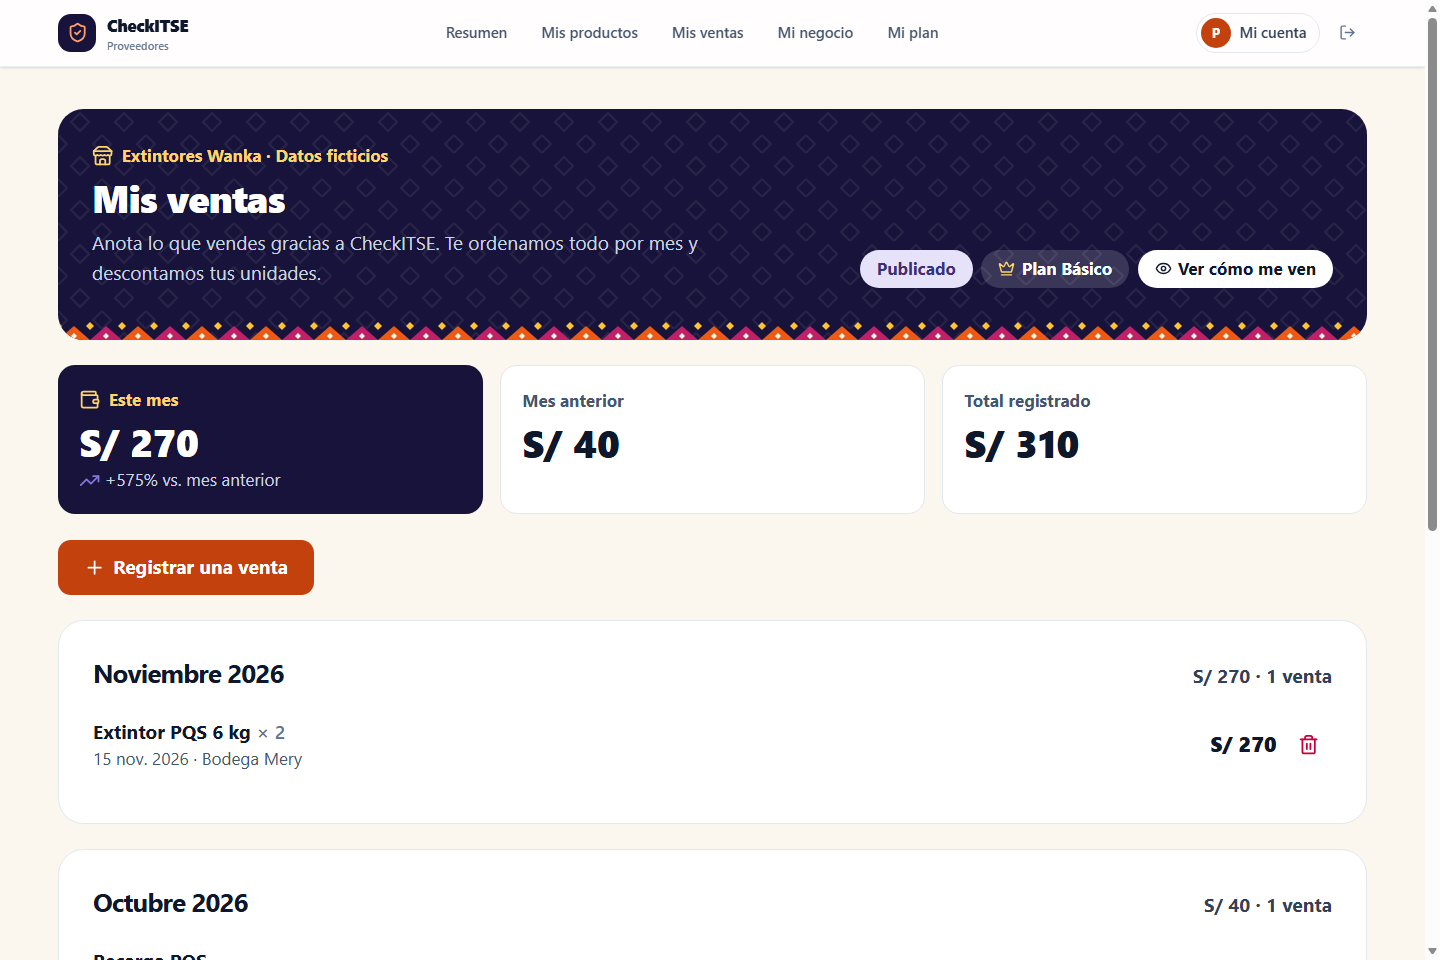 CheckITSE
Proveedores
Resumen
Mis productos
Mis ventas
Mi negocio
Mi plan
P
Mi cuenta
Extintores Wanka · Datos ficticios
Mis ventas
Anota lo que vendes gracias a CheckITSE. Te ordenamos todo por mes y
descontamos tus unidades.
Publicado
Plan Básico
Ver cómo me ven
Este mes
S/ 270
+575% vs. mes anterior
Mes anterior
S/ 40
Total registrado
S/ 310
Registrar una venta
Noviembre 2026
S/ 270 · 1 venta
Extintor PQS 6 kg × 2
15 nov. 2026 · Bodega Mery
S/ 270
Octubre 2026
S/ 40 · 1 venta
Recarga PQS